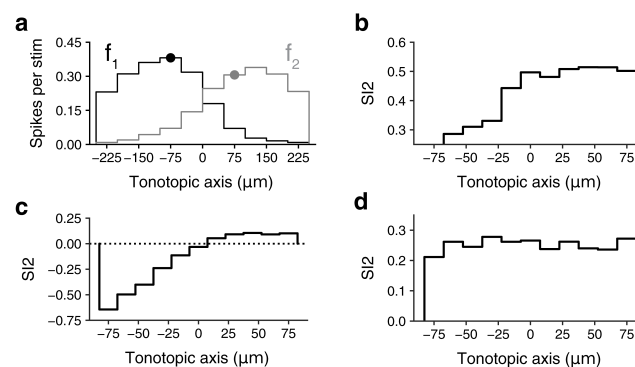 a
f1
f2
0.45
0.30
0.15
0.00
Spikes per stim
−225 −150 −75 0 75 150 225
Tonotopic axis (µm)
b
0.6
0.5
0.4
0.3
SI2
−75 −50 −25 0 25 50 75
Tonotopic axis (µm)
c
0.25
0.00
−0.25
−0.50
−0.75
SI2
−75 −50 −25 0 25 50 75
Tonotopic axis (µm)
d
0.3
0.2
0.1
0.0
SI2
−75 −50 −25 0 25 50 75
Tonotopic axis (µm)